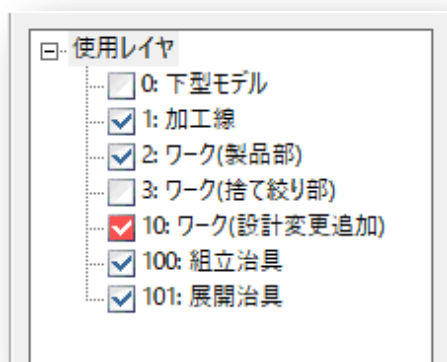 使用レイヤ
0: 下型モデル
1: 加工線
2: ワーク(製品部)
3: ワーク(捨て絞り部)
10: ワーク(設計変更追加)
100: 組立治具
101: 展開治具